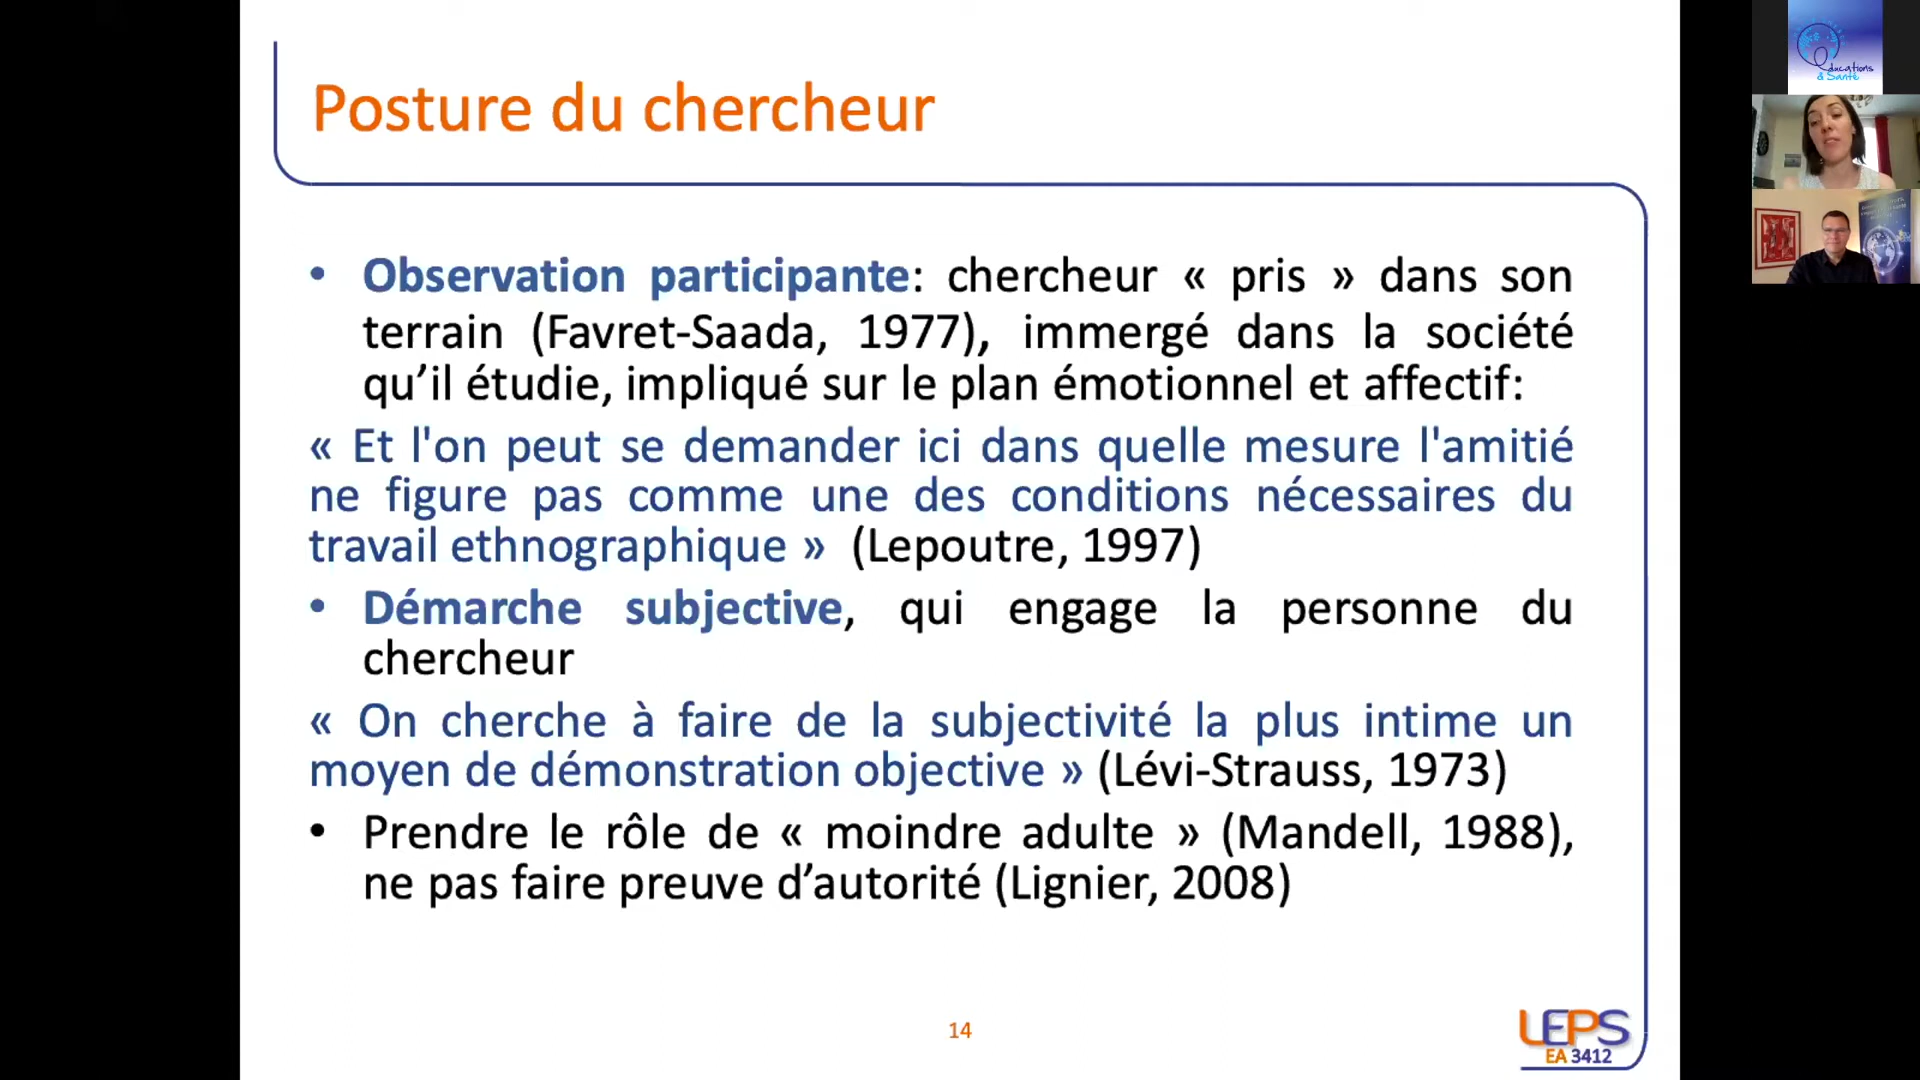 Posture du chercheur
• Observation participante: chercheur « pris » dans son
terrain (Favret-Saada, 1977), immergé dans la société
qu’il étudie, impliqué sur le plan émotionnel et affectif:
« Et l'on peut se demander ici dans quelle mesure l'amitié
ne figure pas comme une des conditions nécessaires du
travail ethnographique » (Lepoutre, 1997)
• Démarche subjective, qui engage la personne du
chercheur
« On cherche à faire de la subjectivité la plus intime un
moyen de démonstration objective » (Lévi-Strauss, 1973)
• Prendre le rôle de « moindre adulte » (Mandell, 1988),
ne pas faire preuve d’autorité (Lignier, 2008)
14
LEPS
EA 3412
Educations
& Santé